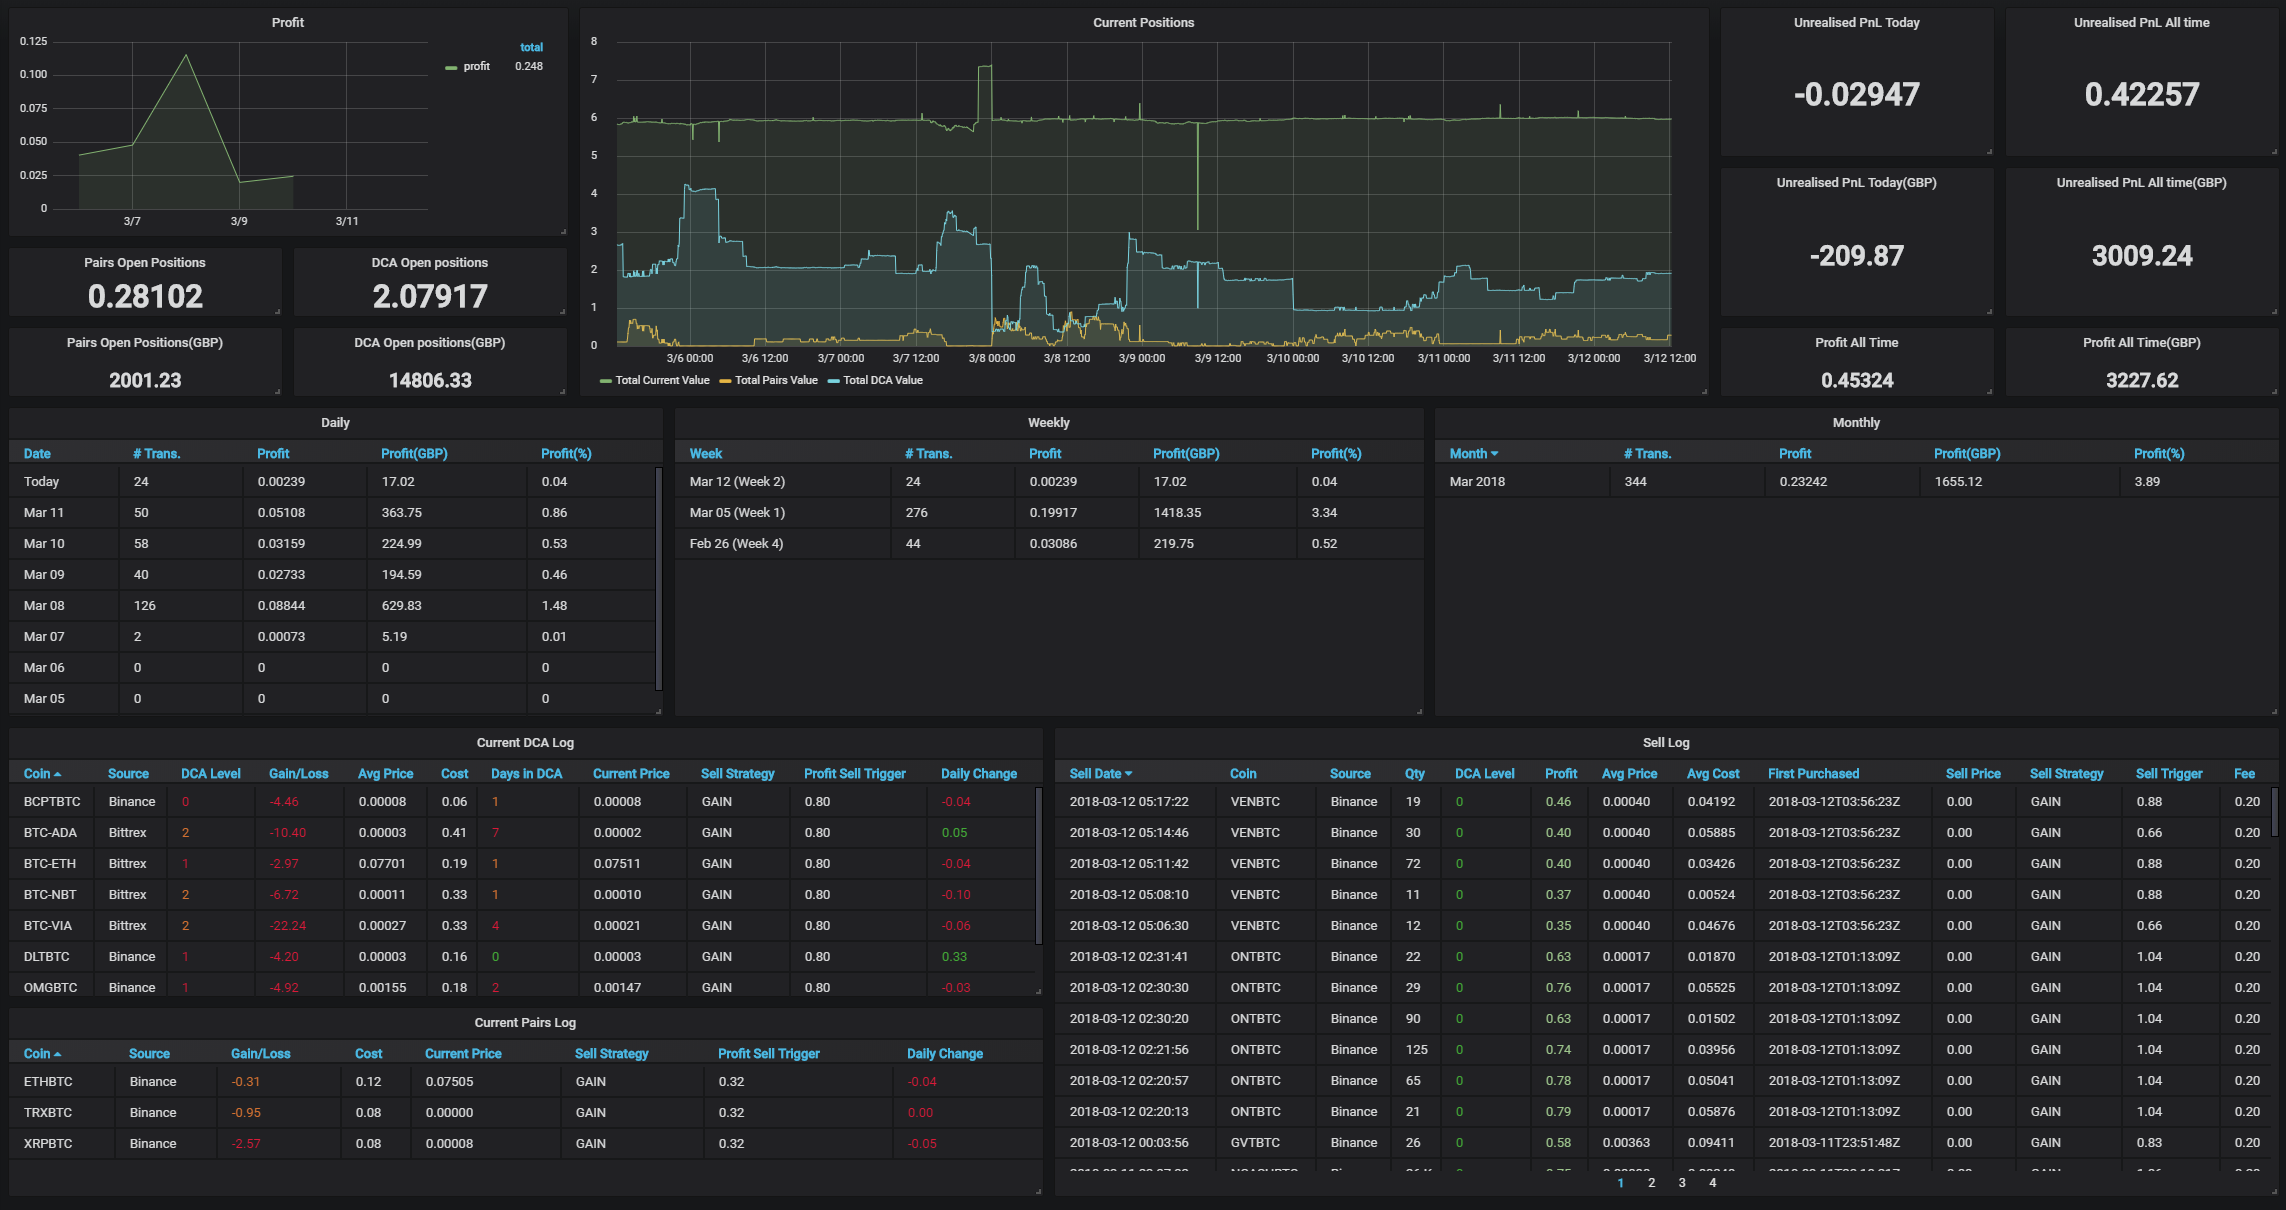 Profit
0.125
0.100
0.075
0.050
0.025
0
3/7 3/9 3/11
total
profit 0.248
Current Positions
8
7
6
5
4
3
2
1
0
3/6 00:00 3/6 12:00 3/7 00:00 3/7 12:00 3/8 00:00 3/8 12:00 3/9 00:00 3/9 12:00 3/10 00:00 3/10 12:00 3/11 00:00 3/11 12:00 3/12 00:00 3/12 12:00
Total Current Value Total Pairs Value Total DCA Value
Unrealised PnL Today
-0.02947
Unrealised PnL All time
0.42257
Unrealised PnL Today(GBP)
-209.87
Unrealised PnL All time(GBP)
3009.24
Pairs Open Positions
0.28102
DCA Open positions
2.07917
Pairs Open Positions(GBP)
2001.23
DCA Open positions(GBP)
14806.33
Profit All Time
0.45324
Profit All Time(GBP)
3227.62
Daily
Date # Trans. Profit Profit(GBP) Profit(%)
Today 24 0.00239 17.02 0.04
Mar 11 50 0.05108 363.75 0.86
Mar 10 58 0.03159 224.99 0.53
Mar 09 40 0.02733 194.59 0.46
Mar 08 126 0.08844 629.83 1.48
Mar 07 2 0.00073 5.19 0.01
Mar 06 0 0 0 0
Mar 05 0 0 0 0
Weekly
Week # Trans. Profit Profit(GBP) Profit(%)
Mar 12 (Week 2) 24 0.00239 17.02 0.04
Mar 05 (Week 1) 276 0.19917 1418.35 3.34
Feb 26 (Week 4) 44 0.03086 219.75 0.52
Monthly
Month # Trans. Profit Profit(GBP) Profit(%)
Mar 2018 344 0.23242 1655.12 3.89
Current DCA Log
Coin Source DCA Level Gain/Loss Avg Price Cost Days in DCA Current Price Sell Strategy Profit Sell Trigger Daily Change
BCPTBTC Binance 0 -4.46 0.00008 0.06 1 0.00008 GAIN 0.80 -0.04
BTC-ADA Bittrex 2 -10.40 0.00003 0.41 7 0.00002 GAIN 0.80 0.05
BTC-ETH Bittrex 1 -2.97 0.07701 0.19 1 0.07511 GAIN 0.80 -0.04
BTC-NBT Bittrex 2 -6.72 0.00011 0.33 1 0.00010 GAIN 0.80 -0.10
BTC-VIA Bittrex 2 -22.24 0.00027 0.33 4 0.00021 GAIN 0.80 -0.06
DLTBTC Binance 1 -4.20 0.00003 0.16 0 0.00003 GAIN 0.80 0.33
OMGBTC Binance 1 -4.92 0.00155 0.18 2 0.00147 GAIN 0.80 -0.03
Current Pairs Log
Coin Source Gain/Loss Cost Current Price Sell Strategy Profit Sell Trigger Daily Change
ETHBTC Binance -0.31 0.12 0.07505 GAIN 0.32 -0.04
TRXBTC Binance -0.95 0.08 0.00000 GAIN 0.32 0.00
XRPBTC Binance -2.57 0.08 0.00008 GAIN 0.32 -0.05
Sell Log
Sell Date Coin Source Qty DCA Level Profit Avg Price Avg Cost First Purchased Sell Price Sell Strategy Sell Trigger Fee
2018-03-12 05:17:22 VENBTC Binance 19 0 0.46 0.00040 0.04192 2018-03-12T03:56:23Z 0.00 GAIN 0.88 0.20
2018-03-12 05:14:46 VENBTC Binance 30 0 0.40 0.00040 0.05885 2018-03-12T03:56:23Z 0.00 GAIN 0.66 0.20
2018-03-12 05:11:42 VENBTC Binance 72 0 0.40 0.00040 0.03426 2018-03-12T03:56:23Z 0.00 GAIN 0.88 0.20
2018-03-12 05:08:10 VENBTC Binance 11 0 0.37 0.00040 0.00524 2018-03-12T03:56:23Z 0.00 GAIN 0.88 0.20
2018-03-12 05:06:30 VENBTC Binance 12 0 0.35 0.00040 0.04676 2018-03-12T03:56:23Z 0.00 GAIN 0.66 0.20
2018-03-12 02:31:41 ONTBTC Binance 22 0 0.63 0.00017 0.01870 2018-03-12T01:13:09Z 0.00 GAIN 1.04 0.20
2018-03-12 02:30:30 ONTBTC Binance 29 0 0.76 0.00017 0.05525 2018-03-12T01:13:09Z 0.00 GAIN 1.04 0.20
2018-03-12 02:30:20 ONTBTC Binance 90 0 0.63 0.00017 0.01502 2018-03-12T01:13:09Z 0.00 GAIN 1.04 0.20
2018-03-12 02:21:56 ONTBTC Binance 125 0 0.74 0.00017 0.03956 2018-03-12T01:13:09Z 0.00 GAIN 1.04 0.20
2018-03-12 02:20:57 ONTBTC Binance 65 0 0.78 0.00017 0.05041 2018-03-12T01:13:09Z 0.00 GAIN 1.04 0.20
2018-03-12 02:20:13 ONTBTC Binance 21 0 0.79 0.00017 0.05876 2018-03-12T01:13:09Z 0.00 GAIN 1.04 0.20
2018-03-12 00:03:56 GVTBTC Binance 26 0 0.58 0.00363 0.09411 2018-03-11T23:51:48Z 0.00 GAIN 0.83 0.20
1 2 3 4